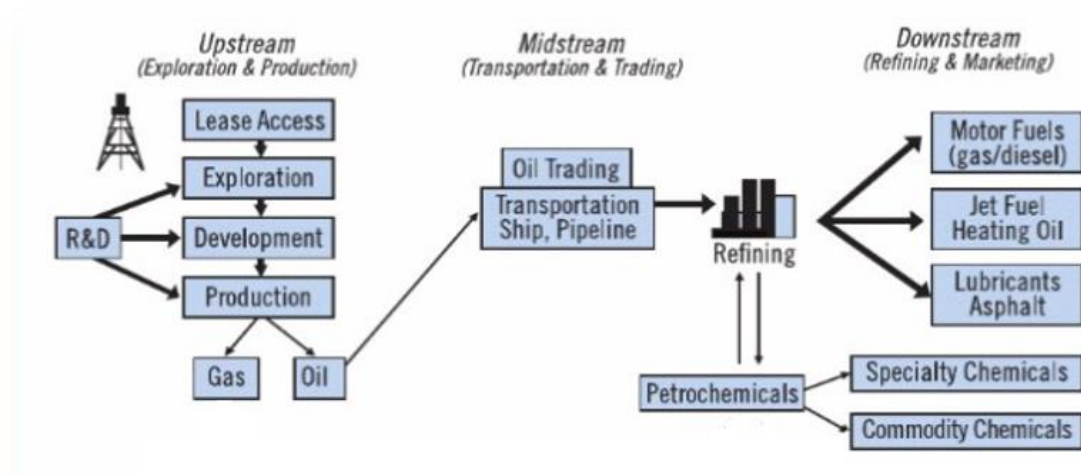 Upstream
(Exploration & Production)
Lease Access
Exploration
R&D
Development
Production
Gas
Oil
Midstream
(Transportation & Trading)
Oil Trading
Transportation
Ship, Pipeline
Refining
Petrochemicals
Downstream
(Refining & Marketing)
Motor Fuels
(gas/diesel)
Jet Fuel
Heating Oil
Lubricants
Asphalt
Specialty Chemicals
Commodity Chemicals